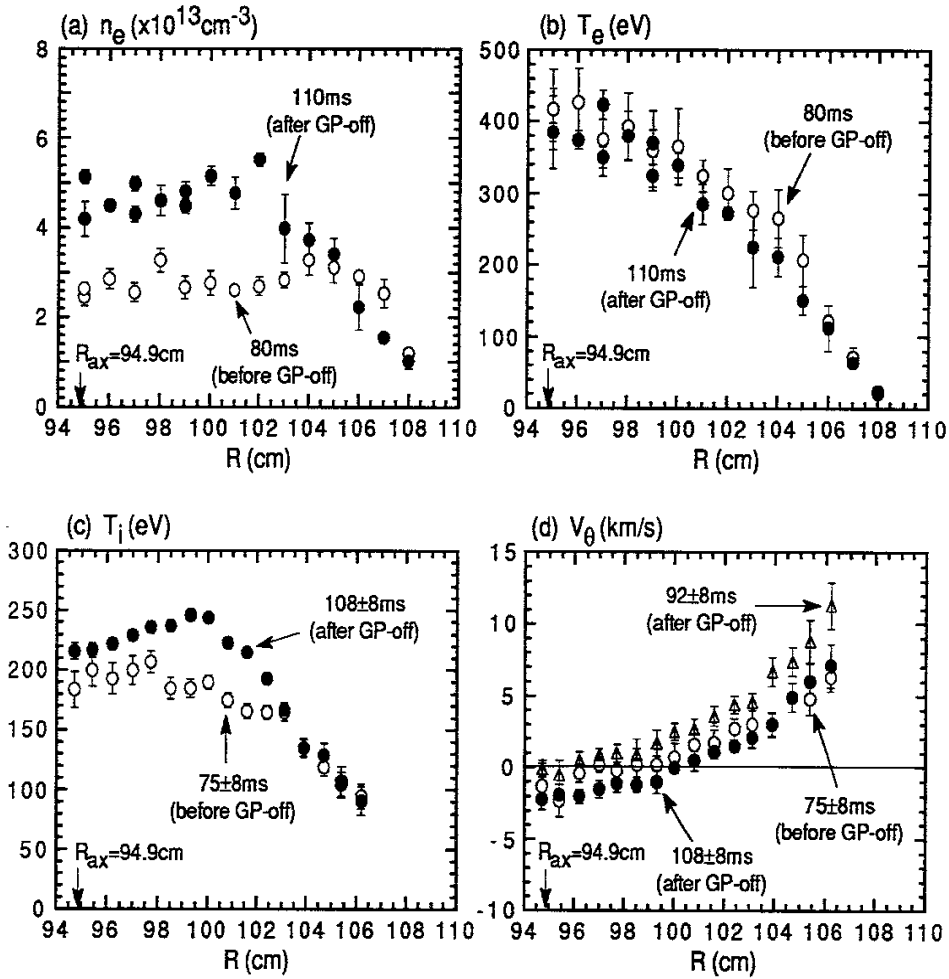 (a) n_e (x10^13 cm^-3)
8
6
4
2
0
110ms
(after GP-off)
80ms
(before GP-off)
R_ax=94.9cm
94 96 98 100 102 104 106 108 110
R (cm)
(b) T_e (eV)
500
400
300
200
100
0
80ms
(before GP-off)
110ms
(after GP-off)
R_ax=94.9cm
94 96 98 100 102 104 106 108 110
R (cm)
(c) T_i (eV)
300
250
200
150
100
50
0
108±8ms
(after GP-off)
75±8ms
(before GP-off)
R_ax=94.9cm
94 96 98 100 102 104 106 108 110
R (cm)
(d) V_θ (km/s)
15
10
5
0
-5
-10
92±8ms
(after GP-off)
75±8ms
(before GP-off)
108±8ms
(after GP-off)
R_ax=94.9cm
94 96 98 100 102 104 106 108 110
R (cm)